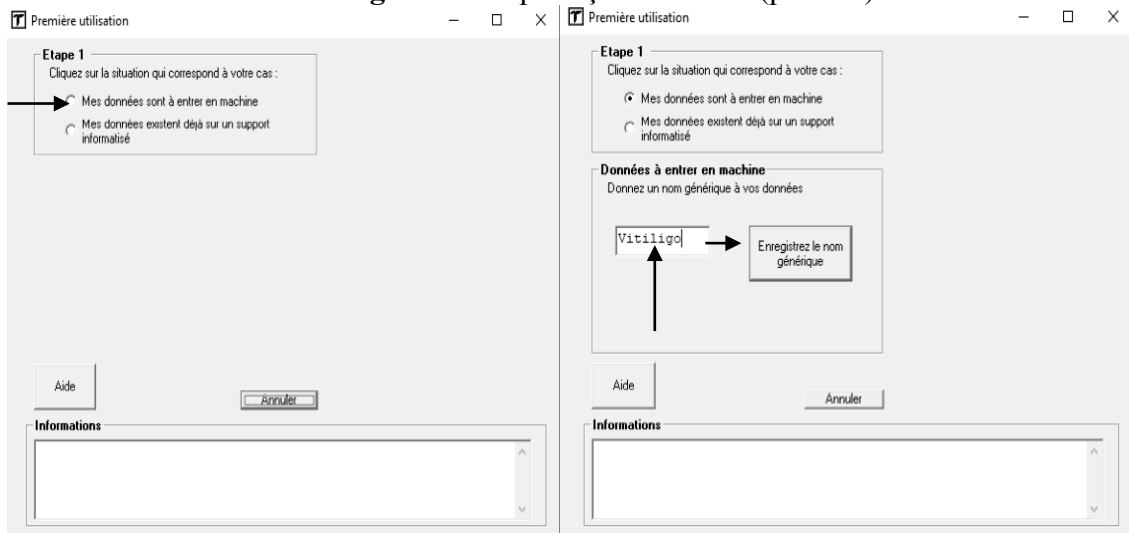 Première utilisation
Etape 1
Cliquez sur la situation qui correspond à votre cas :
Mes données sont à entrer en machine
Mes données existent déjà sur un support
informatisé
Aide
Annuler
Informations
Première utilisation
Etape 1
Cliquez sur la situation qui correspond à votre cas :
Mes données sont à entrer en machine
Mes données existent déjà sur un support
informatisé
Données à entrer en machine
Donnez un nom générique à vos données
Vitiligo
Enregistrez le nom
générique
Aide
Annuler
Informations